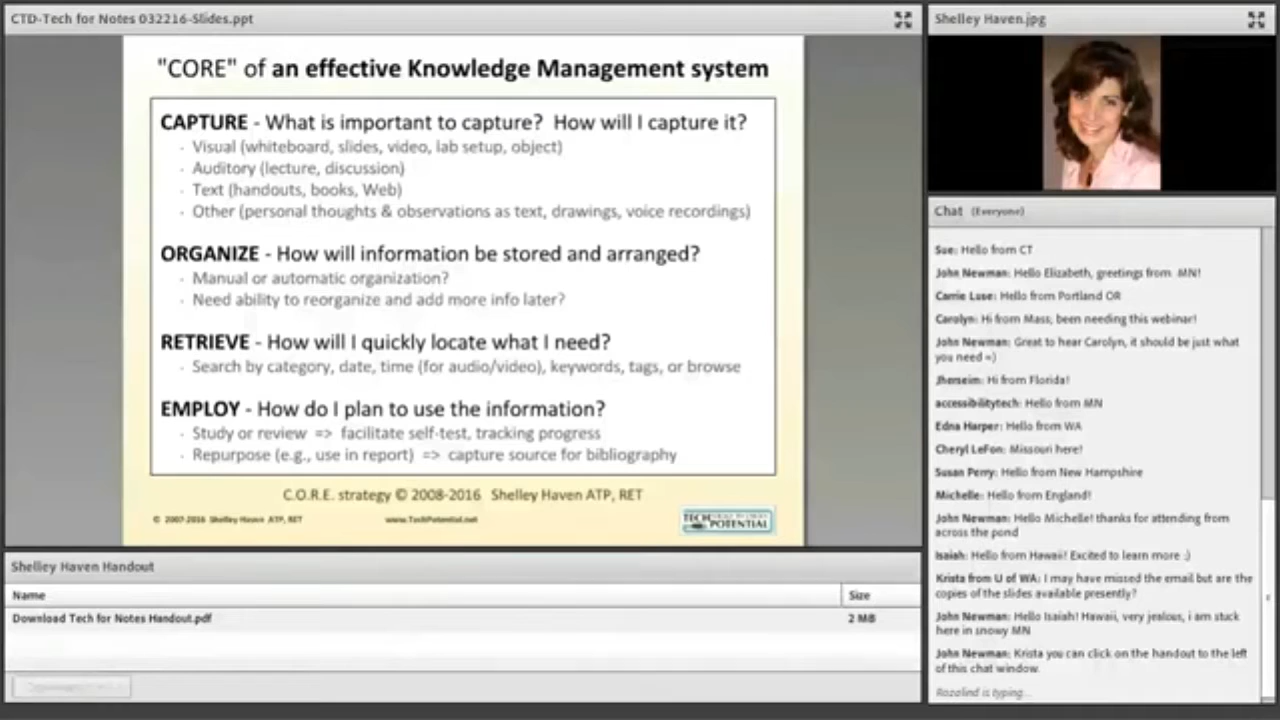 CTD-Tech for Notes 032216-Slides.ppt
"CORE" of an effective Knowledge Management system
CAPTURE - What is important to capture? How will I capture it?
· Visual (whiteboard, slides, video, lab setup, object)
· Auditory (lecture, discussion)
· Text (handouts, books, Web)
· Other (personal thoughts & observations as text, drawings, voice recordings)
ORGANIZE - How will information be stored and arranged?
· Manual or automatic organization?
· Need ability to reorganize and add more info later?
RETRIEVE - How will I quickly locate what I need?
· Search by category, date, time (for audio/video), keywords, tags, or browse
EMPLOY - How do I plan to use the information?
· Study or review => facilitate self-test, tracking progress
· Repurpose (e.g., use in report) => capture source for bibliography
C.O.R.E. strategy © 2008-2016 Shelley Haven ATP, RET
© 2007-2016 Shelley Haven ATP, RET www.TechPotential.net
TECH
POTENTIAL
Shelley Haven Handout
Name Size
Download Tech for Notes Handout.pdf 2 MB
Shelley Haven.jpg
Chat (Everyone)
Sue: Hello from CT
John Newman: Hello Elizabeth, greetings from MN!
Carrie Luse: Hello from Portland OR
Carolyn: Hi from Mass, been needing this webinar!
John Newman: Great to hear Carolyn, it should be just what
you need =)
Jherseim: Hi from Florida!
accessibilitytech: Hello from MN
Edna Harper: Hello from WA
Cheryl LeFon: Missouri here!
Susan Perry: Hello from New Hampshire
Michelle: Hello from England!
John Newman: Hello Michelle! thanks for attending from
across the pond
Isaiah: Hello from Hawaii! Excited to learn more :)
Krista from U of WA: I may have missed the email but are the
copies of the slides available presently?
John Newman: Hello Isaiah! Hawaii, very jealous, i am stuck
here in snowy MN
John Newman: Krista you can click on the handout to the left
of this chat window.
Rosalind is typing...